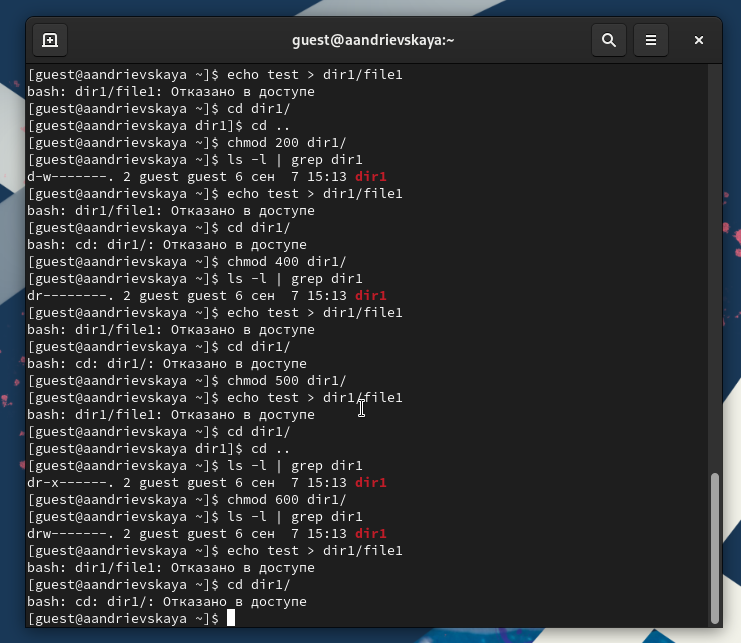 guest@aandrievskaya:~
[guest@aandrievskaya ~]$ echo test > dir1/file1
bash: dir1/file1: Отказано в доступе
[guest@aandrievskaya ~]$ cd dir1/
[guest@aandrievskaya dir1]$ cd ..
[guest@aandrievskaya ~]$ chmod 200 dir1/
[guest@aandrievskaya ~]$ ls -l | grep dir1
d-w-------. 2 guest guest 6 сен  7 15:13 dir1
[guest@aandrievskaya ~]$ echo test > dir1/file1
bash: dir1/file1: Отказано в доступе
[guest@aandrievskaya ~]$ cd dir1/
bash: cd: dir1/: Отказано в доступе
[guest@aandrievskaya ~]$ chmod 400 dir1/
[guest@aandrievskaya ~]$ ls -l | grep dir1
dr--------. 2 guest guest 6 сен  7 15:13 dir1
[guest@aandrievskaya ~]$ echo test > dir1/file1
bash: dir1/file1: Отказано в доступе
[guest@aandrievskaya ~]$ cd dir1/
bash: cd: dir1/: Отказано в доступе
[guest@aandrievskaya ~]$ chmod 500 dir1/
[guest@aandrievskaya ~]$ echo test > dir1/file1
bash: dir1/file1: Отказано в доступе
[guest@aandrievskaya ~]$ cd dir1/
[guest@aandrievskaya dir1]$ cd ..
[guest@aandrievskaya ~]$ ls -l | grep dir1
dr-x------. 2 guest guest 6 сен  7 15:13 dir1
[guest@aandrievskaya ~]$ chmod 600 dir1/
[guest@aandrievskaya ~]$ ls -l | grep dir1
drw-------. 2 guest guest 6 сен  7 15:13 dir1
[guest@aandrievskaya ~]$ echo test > dir1/file1
bash: dir1/file1: Отказано в доступе
[guest@aandrievskaya ~]$ cd dir1/
bash: cd: dir1/: Отказано в доступе
[guest@aandrievskaya ~]$